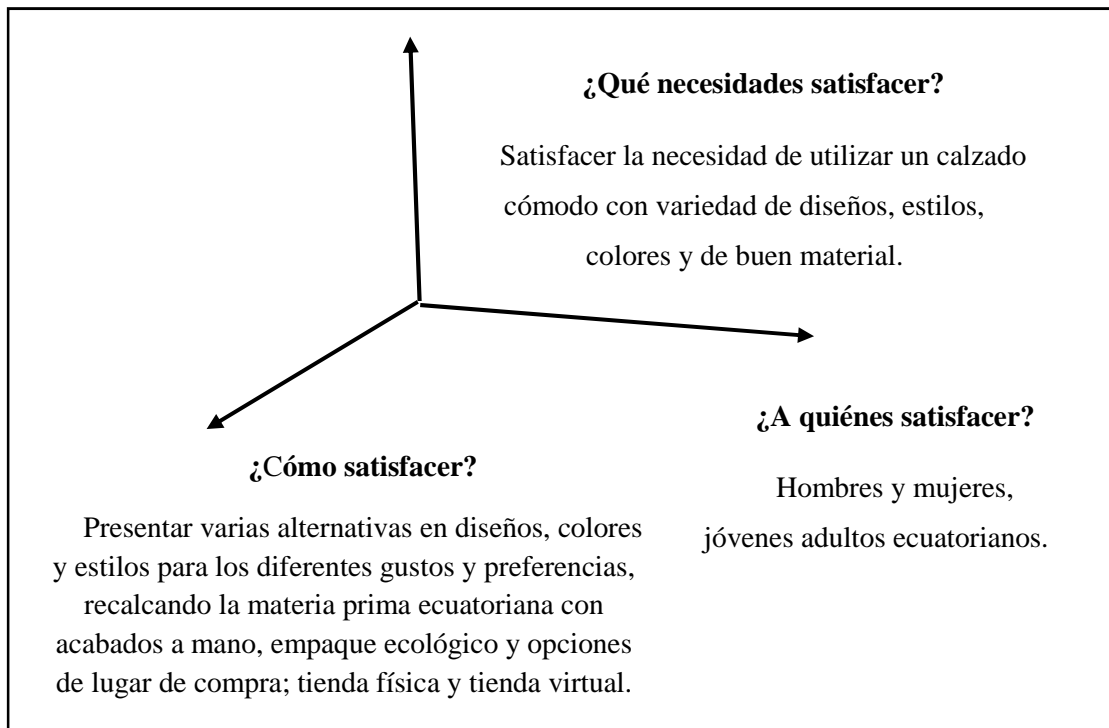 ¿Qué necesidades satisfacer?
Satisfacer la necesidad de utilizar un calzado
cómodo con variedad de diseños, estilos,
colores y de buen material.
¿A quiénes satisfacer?
Hombres y mujeres,
jóvenes adultos ecuatorianos.
¿Cómo satisfacer?
Presentar varias alternativas en diseños, colores
y estilos para los diferentes gustos y preferencias,
recalcando la materia prima ecuatoriana con
acabados a mano, empaque ecológico y opciones
de lugar de compra; tienda física y tienda virtual.